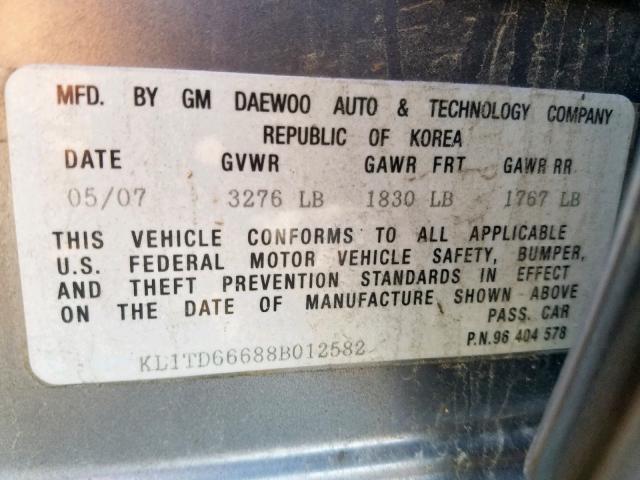 MFD. BY GM DAEWOO AUTO & TECHNOLOGY COMPANY
REPUBLIC OF KOREA
DATE GVWR GAWR FRT GAWR RR
05/07 3276 LB 1830 LB 1767 LB
THIS VEHICLE CONFORMS TO ALL APPLICABLE
U.S. FEDERAL MOTOR VEHICLE SAFETY, BUMPER,
AND THEFT PREVENTION STANDARDS IN EFFECT
ON THE DATE OF MANUFACTURE SHOWN ABOVE
PASS. CAR
P.N.96 404 578
KL1TD66688B012582